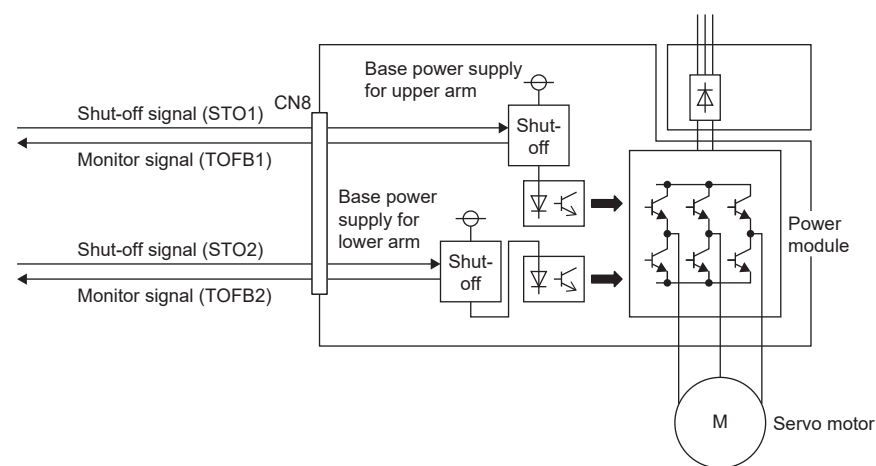 Base power supply
for upper arm
CN8
Shut-off signal (STO1)
Shut-
off
Monitor signal (TOFB1)
Base power
supply for
lower arm
Power
module
Shut-off signal (STO2)
Shut-
off
Monitor signal (TOFB2)
M
Servo motor